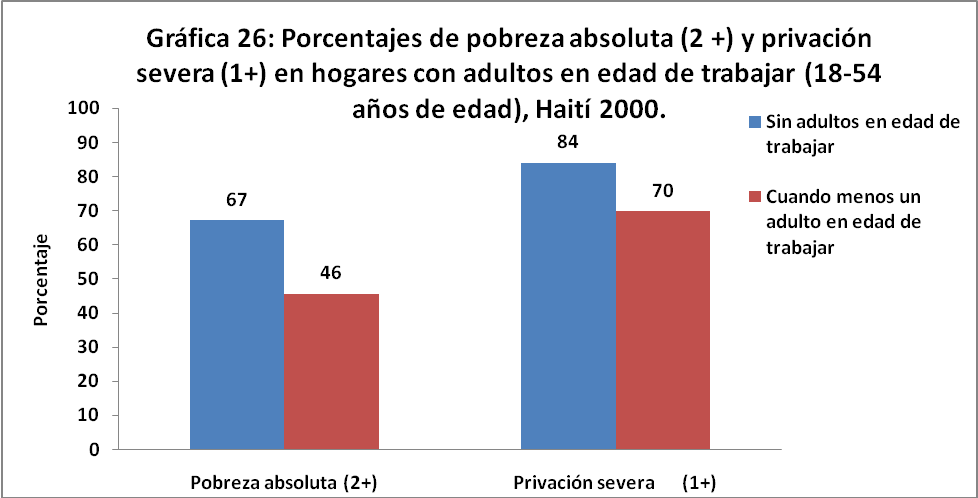 Gráfica 26: Porcentajes de pobreza absoluta (2 +) y privación
severa (1+) en hogares con adultos en edad de trabajar (18-54
años de edad), Haití 2000.
100
90
80
70
60
50
40
30
20
10
0
Porcentaje
67
46
84
70
Pobreza absoluta (2+)
Privación severa (1+)
Sin adultos en edad de
trabajar
Cuando menos un
adulto en edad de
trabajar